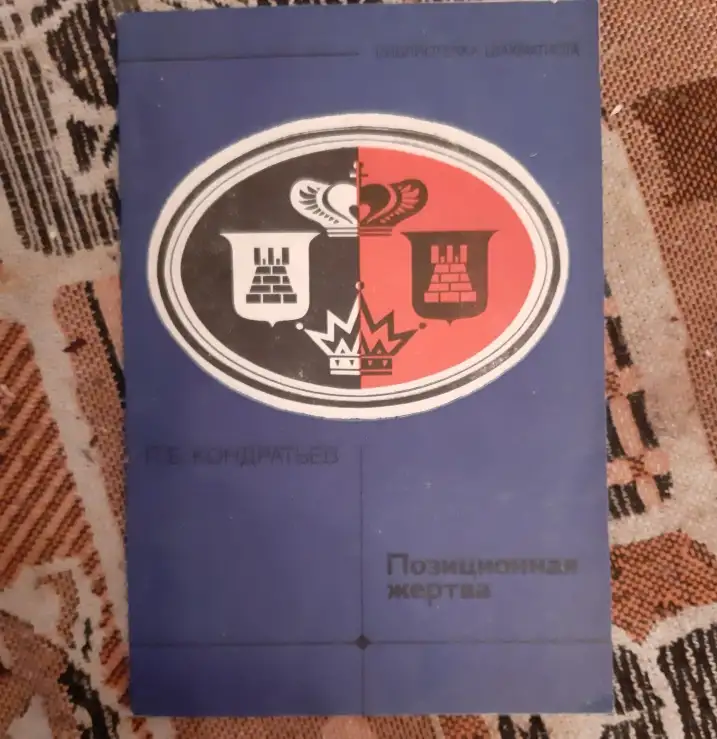 БИБЛИОТЕЧКА ШАХМАТИСТА
П.Е. КОНДРАТЬЕВ
Позиционная
жертва